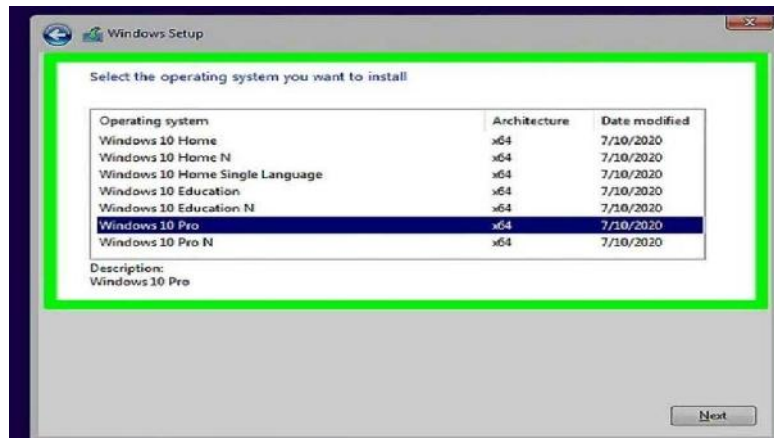 Windows Setup
Select the operating system you want to install
Operating system Architecture Date modified
Windows 10 Home x64 7/10/2020
Windows 10 Home N x64 7/10/2020
Windows 10 Home Single Language x64 7/10/2020
Windows 10 Education x64 7/10/2020
Windows 10 Education N x64 7/10/2020
Windows 10 Pro x64 7/10/2020
Windows 10 Pro N x64 7/10/2020
Description:
Windows 10 Pro
Next